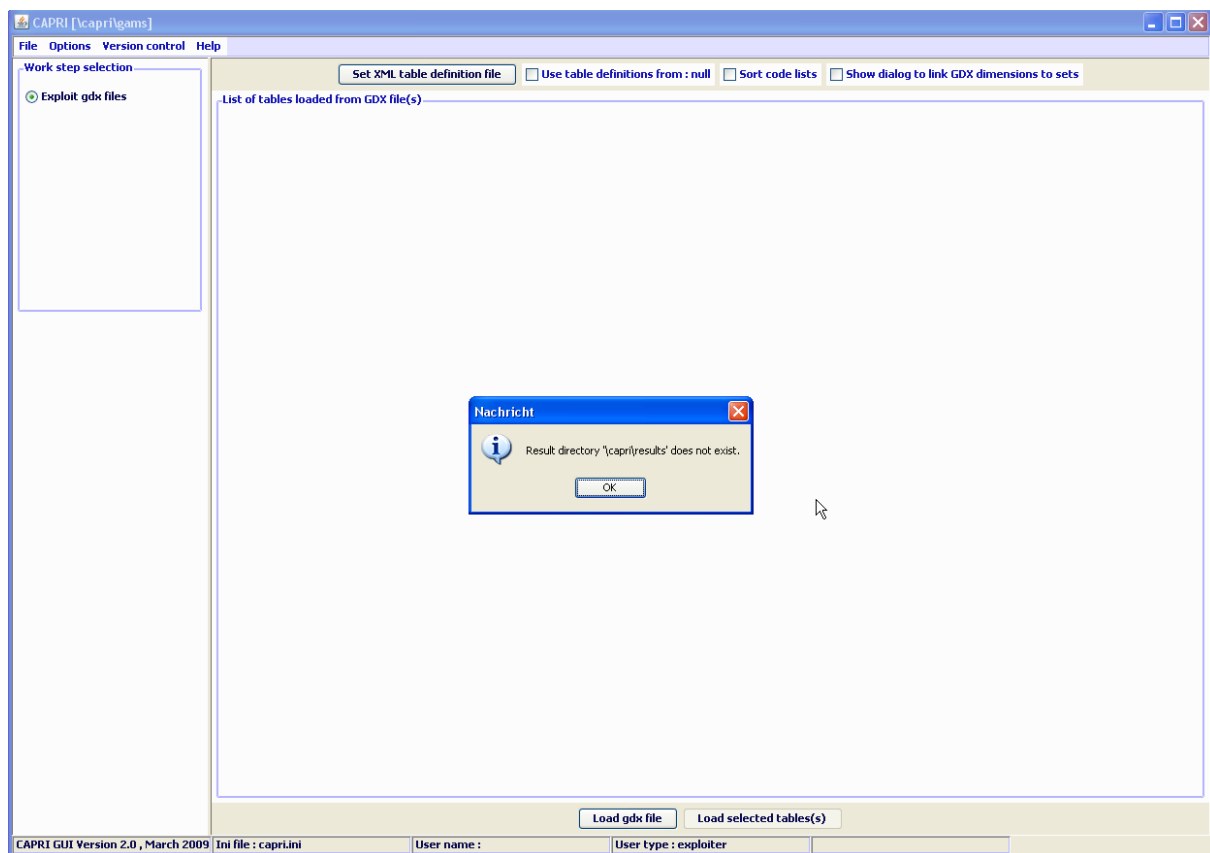 CAPRI [\capri\gams]
File Options Version control Help
Work step selection
Exploit gdx files
Set XML table definition file
Use table definitions from : null
Sort code lists
Show dialog to link GDX dimensions to sets
List of tables loaded from GDX file(s)
Nachricht
Result directory '\capri\results' does not exist.
OK
Load gdx file
Load selected tables(s)
CAPRI GUI Version 2.0 , March 2009
Ini file : capri.ini
User name :
User type : exploiter